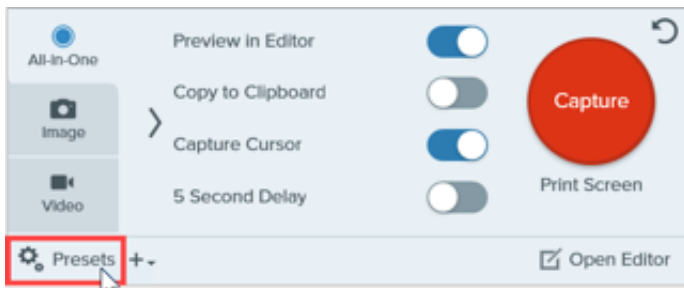 All-in-One
Image
Video
Preview in Editor
Copy to Clipboard
Capture Cursor
5 Second Delay
Capture
Print Screen
Presets
Open Editor